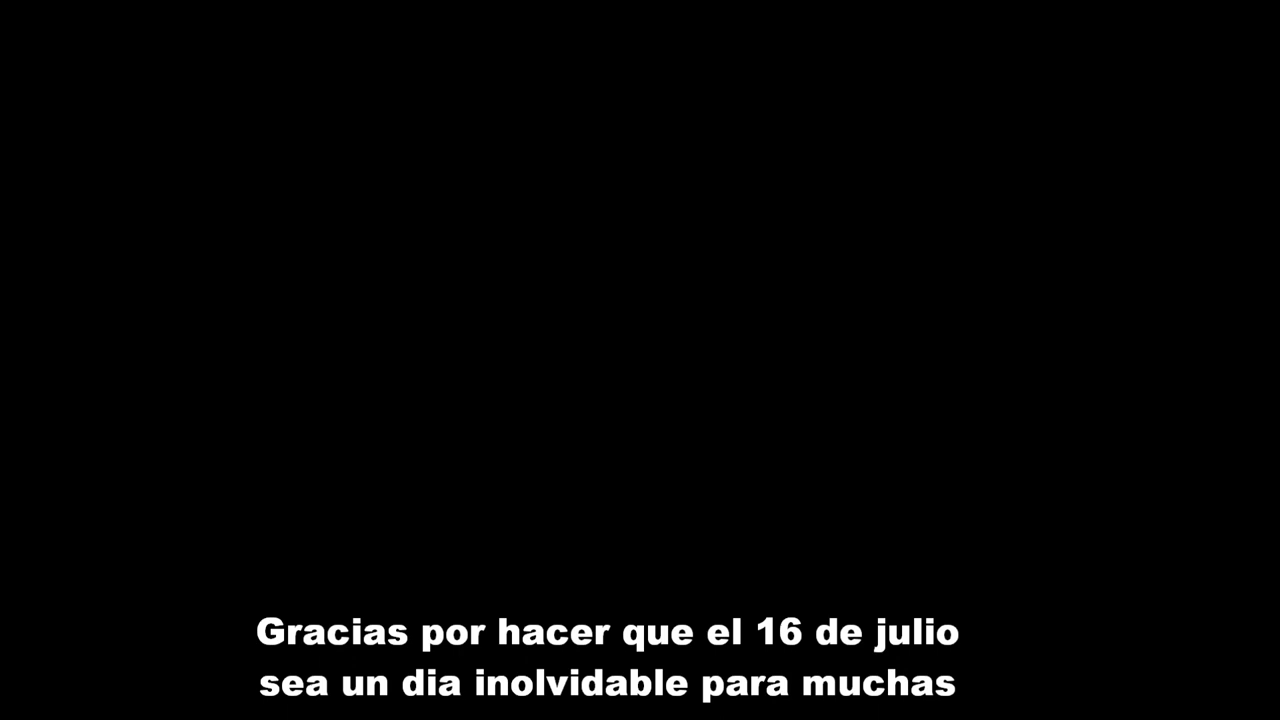 Gracias por hacer que el 16 de julio
sea un dia inolvidable para muchas